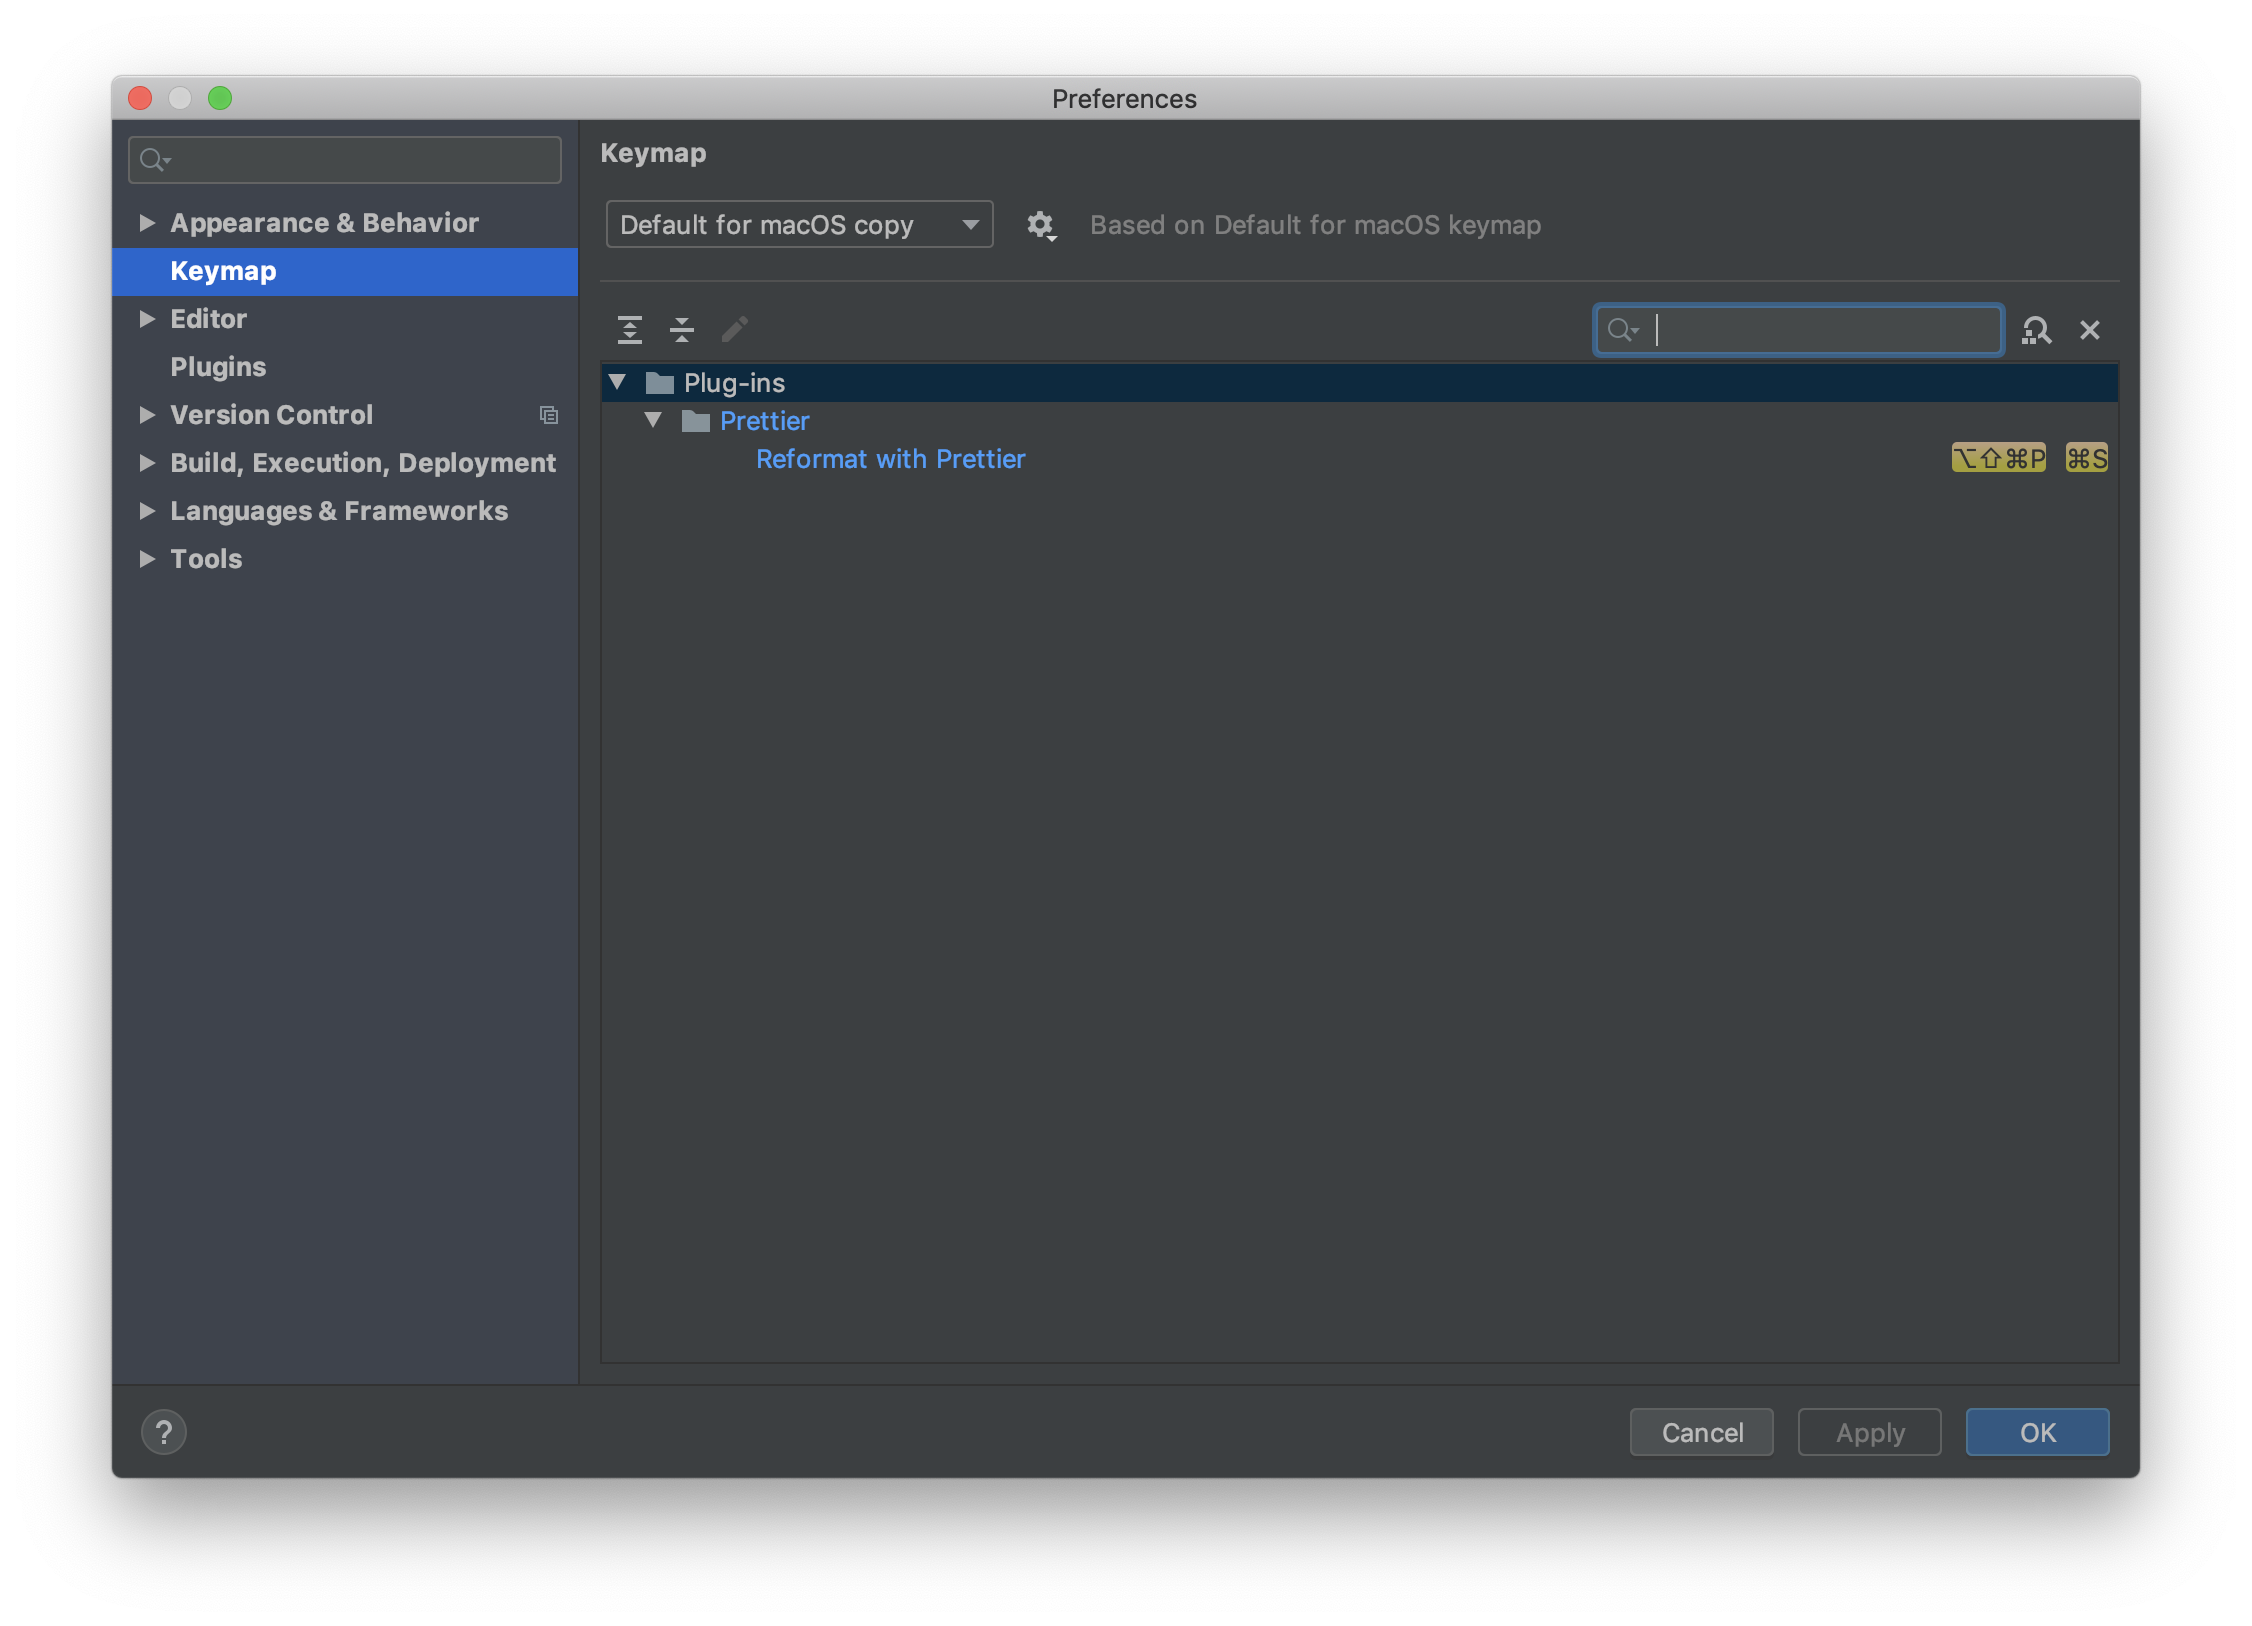 Preferences
Appearance & Behavior
Keymap
Editor
Plugins
Version Control
Build, Execution, Deployment
Languages & Frameworks
Tools
Keymap
Default for macOS copy
Based on Default for macOS keymap
Plug-ins
Prettier
Reformat with Prettier ⌥⇧⌘P ⌘S
?
Cancel Apply OK